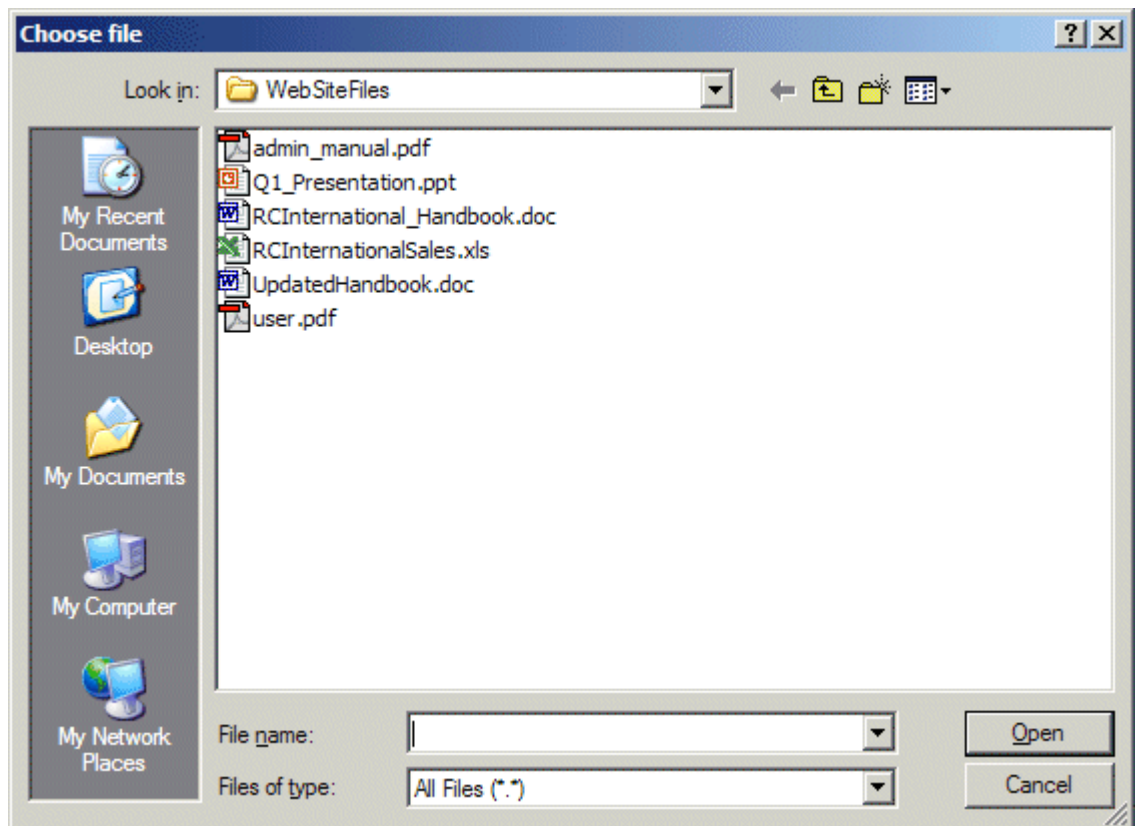 Choose file
Look in: WebSiteFiles
My Recent
Documents
Desktop
My Documents
My Computer
My Network
Places
admin_manual.pdf
Q1_Presentation.ppt
RCInternational_Handbook.doc
RCInternationalSales.xls
UpdatedHandbook.doc
user.pdf
File name:
Open
Files of type: All Files (*.*)
Cancel